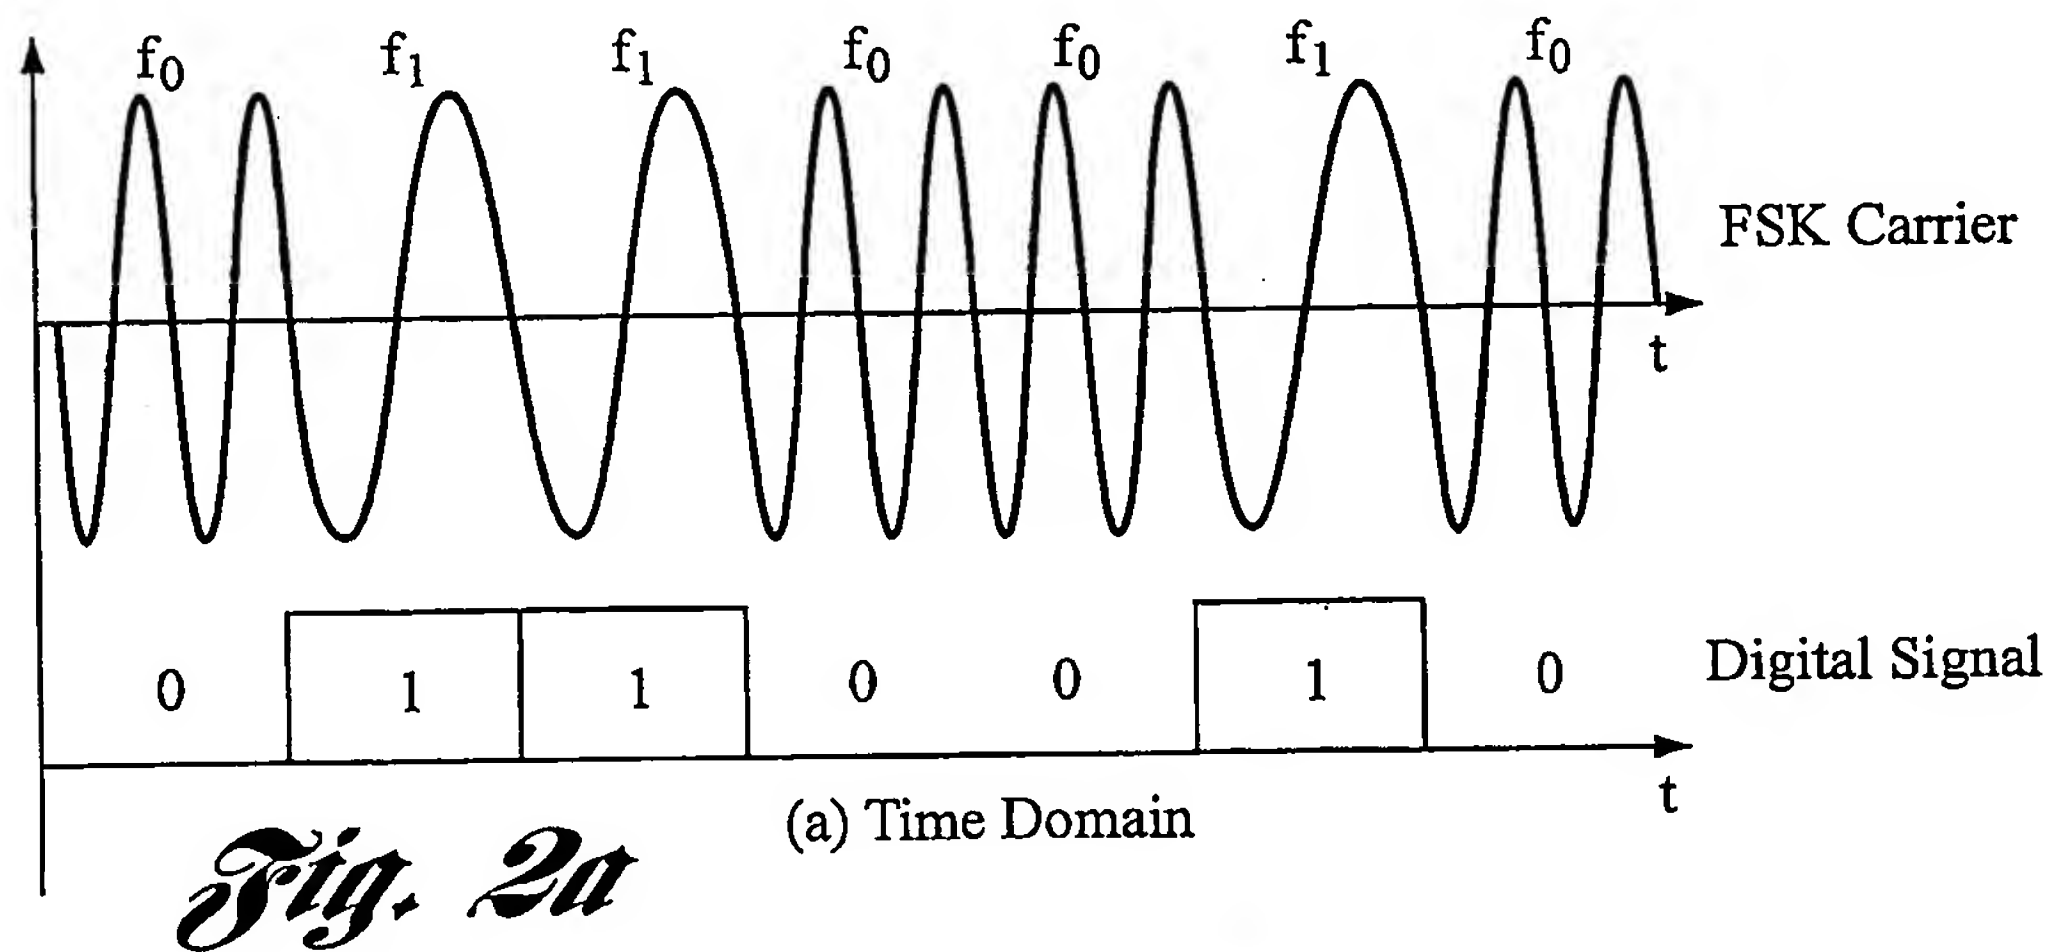 f0 f1 f1 f0 f0 f1 f0
FSK Carrier
t
0 1 1 0 0 1 0
Digital Signal
t
(a) Time Domain
Fig. 2a